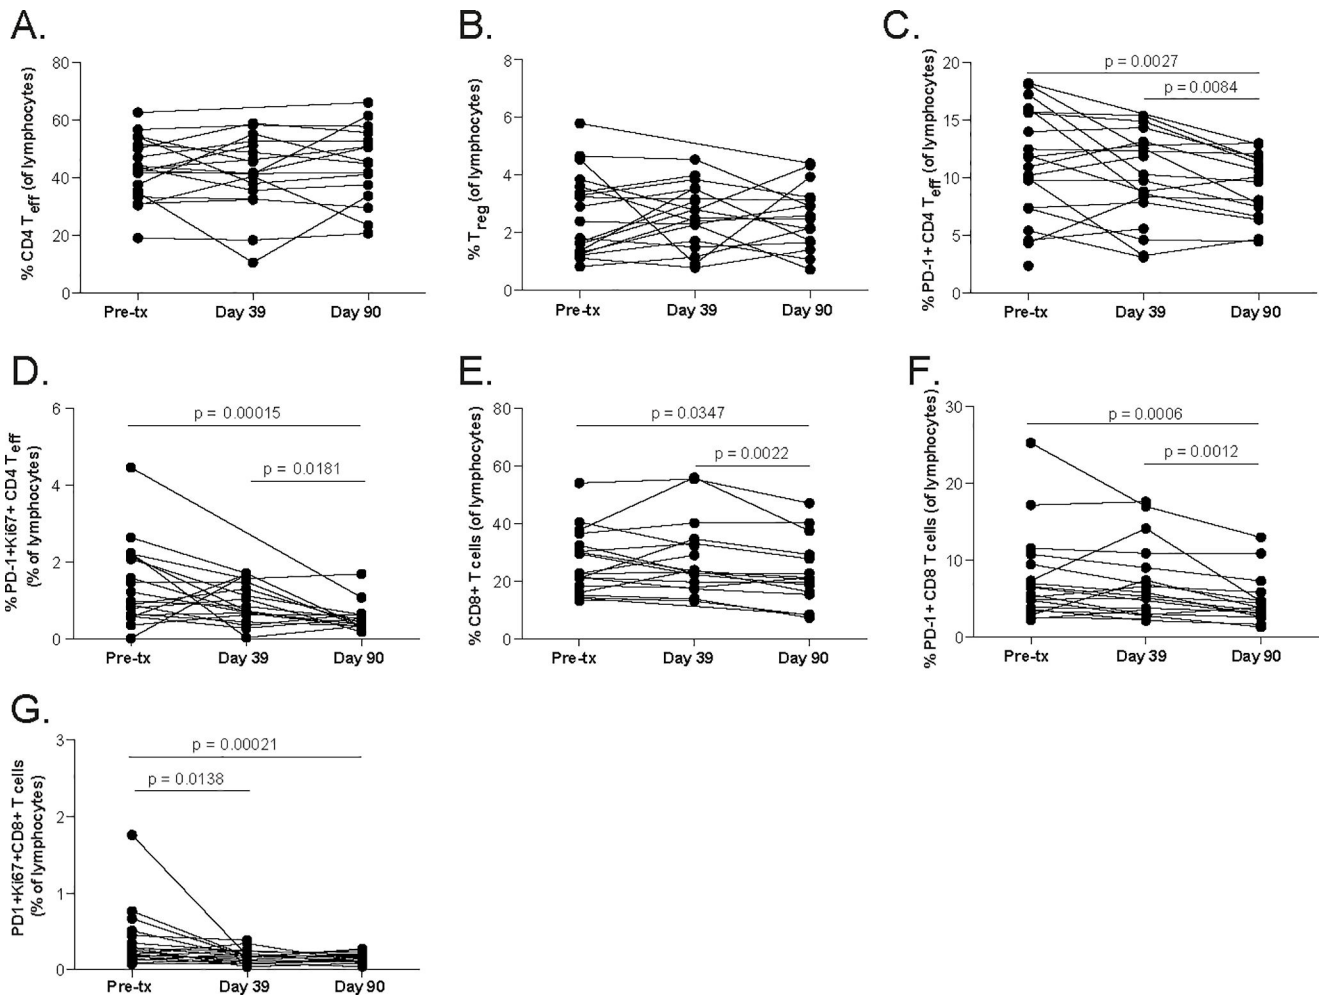 A.
% CD4 Teff (of lymphocytes)
80
60
40
20
0
Pre-tx Day 39 Day 90
B.
% Treg (of lymphocytes)
8
6
4
2
0
Pre-tx Day 39 Day 90
C.
% PD-1+ CD4 Teff (of lymphocytes)
20
15
10
5
0
p = 0.0027
p = 0.0084
Pre-tx Day 39 Day 90
D.
% PD-1+Ki67+ CD4 Teff
(% of lymphocytes)
6
4
2
0
p = 0.00015
p = 0.0181
Pre-tx Day 39 Day 90
E.
% CD8+ T cells (of lymphocytes)
80
60
40
20
0
p = 0.0347
p = 0.0022
Pre-tx Day 39 Day 90
F.
% PD-1+ CD8 T cells (of lymphocytes)
30
20
10
0
p = 0.0006
p = 0.0012
Pre-tx Day 39 Day 90
G.
PD1+Ki67+CD8+ T cells
(% of lymphocytes)
3
2
1
0
p = 0.00021
p = 0.0138
Pre-tx Day 39 Day 90